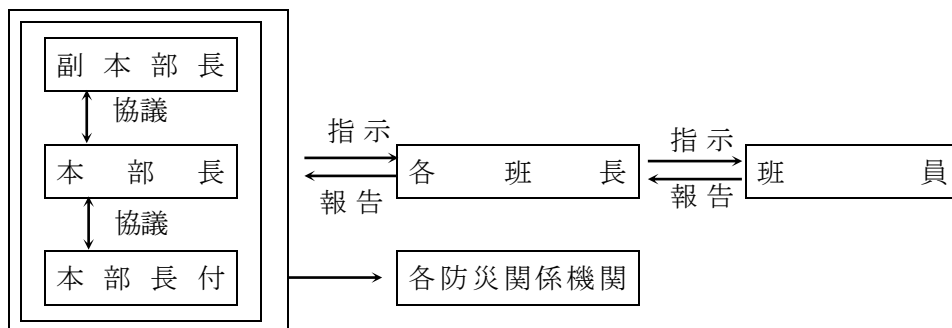 副本部長
協議
本部長
協議
本部長付
指示
報告
各班長
指示
報告
班員
各防災関係機関